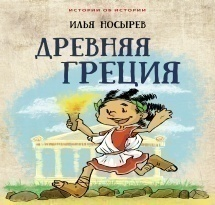 ИСТОРИИ ОБ ИСТОРИИ
ИЛЬЯ НОСЫРЕВ
ДРЕВНЯЯ
ГРЕЦИЯ